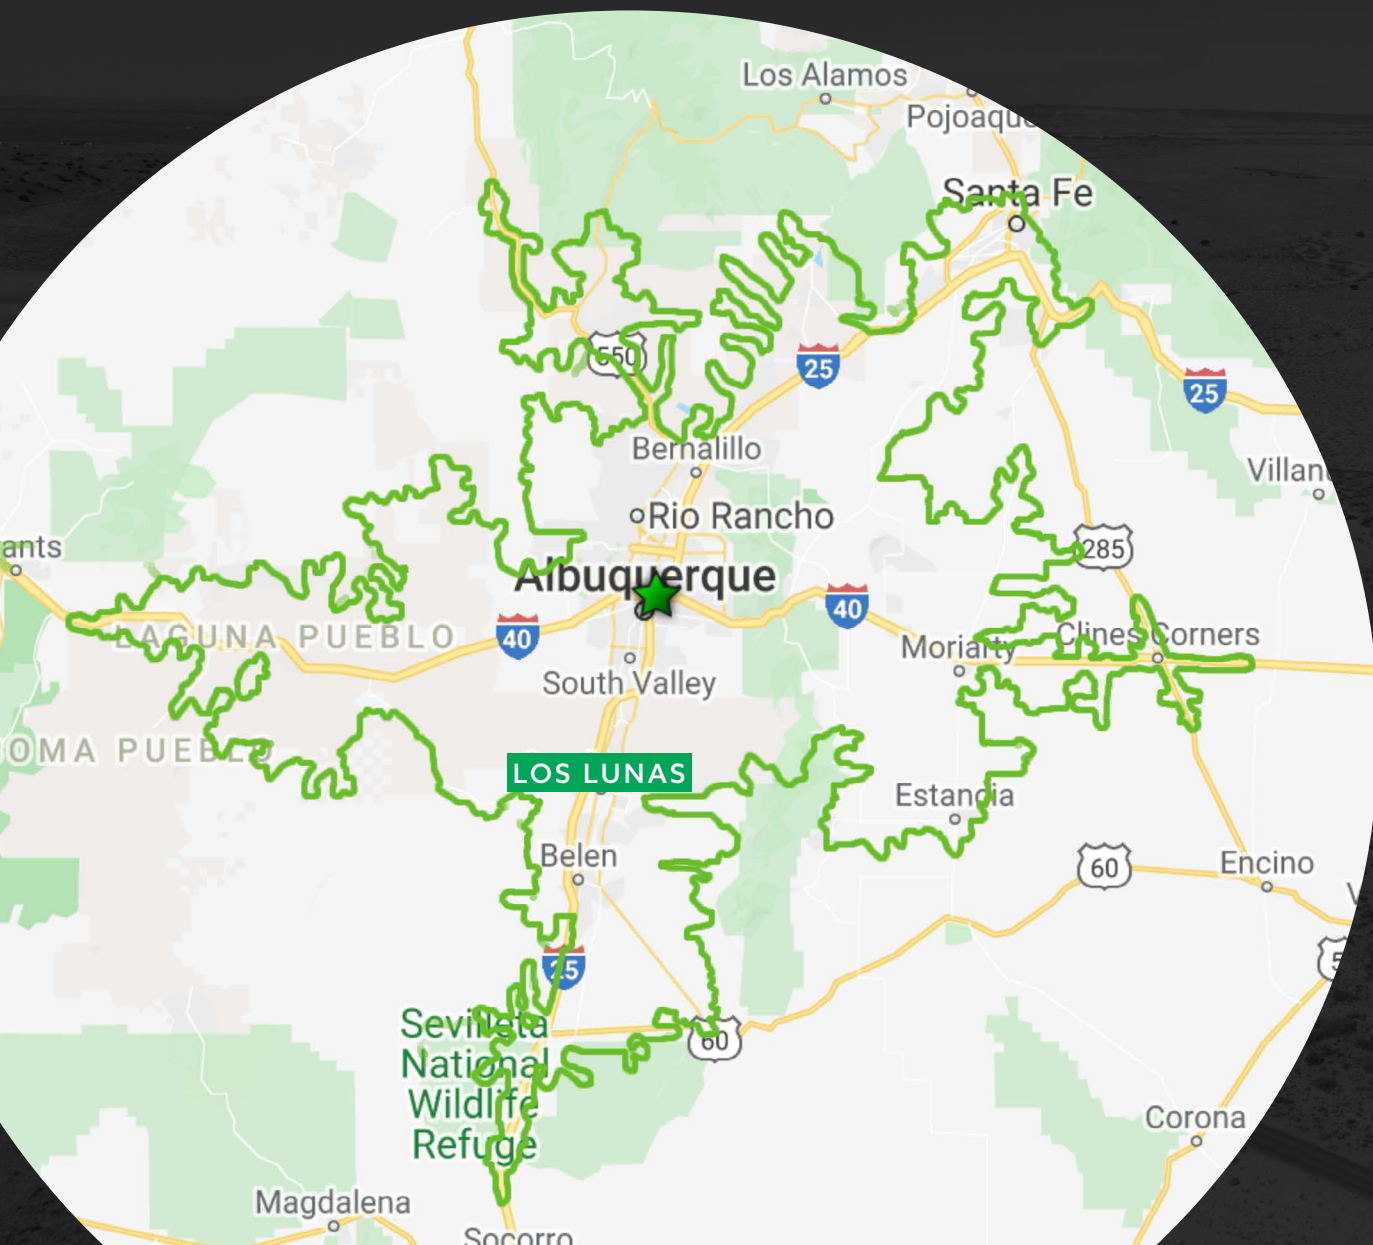 Los Alamos
Pojoaque
Santa Fe
550
25
25
Bernalillo
Villan
Rio Rancho
ants
285
Albuquerque
40
40
LAGUNA PUEBLO
Clines Corners
Moriarty
South Valley
OMA PUEBLO
LOS LUNAS
Estancia
Belen
60
Encino
25
5
Sevilleta
National
Wildlife
Refuge
60
Corona
Magdalena
Socorro